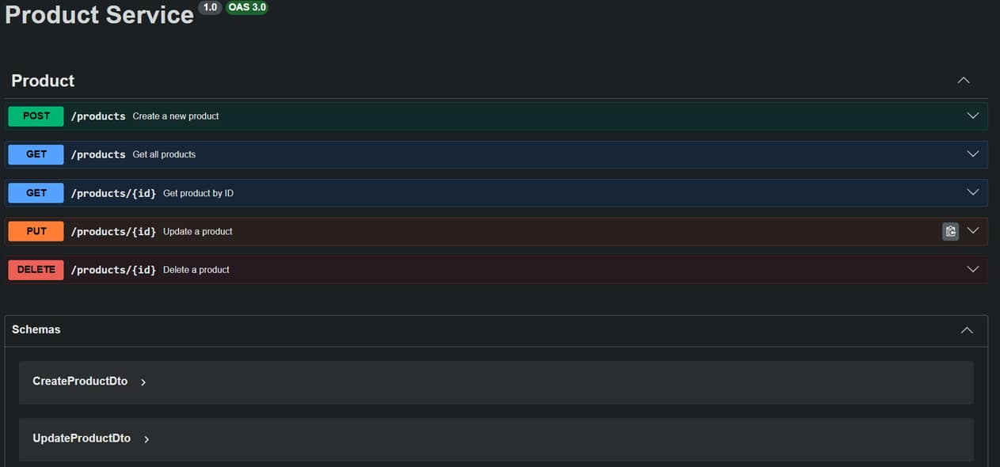 Product Service 1.0 OAS 3.0
Product
POST /products Create a new product
GET /products Get all products
GET /products/{id} Get product by ID
PUT /products/{id} Update a product
DELETE /products/{id} Delete a product
Schemas
CreateProductDto
UpdateProductDto